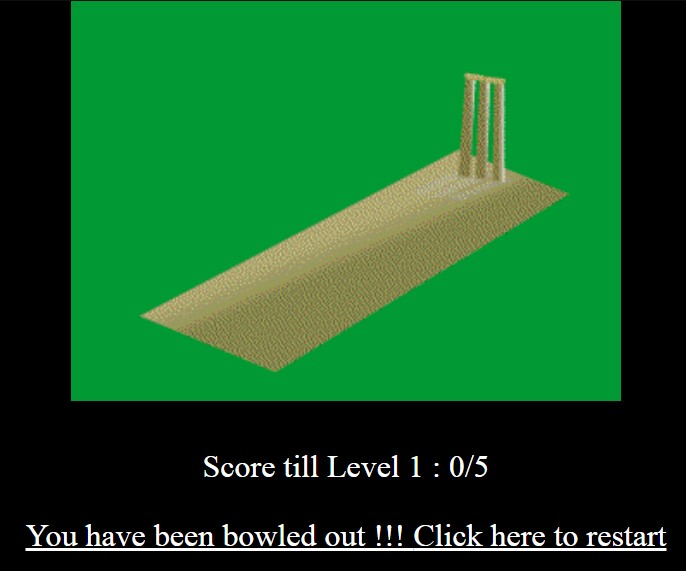 Score till Level 1 : 0/5
You have been bowled out !!! Click here to restart